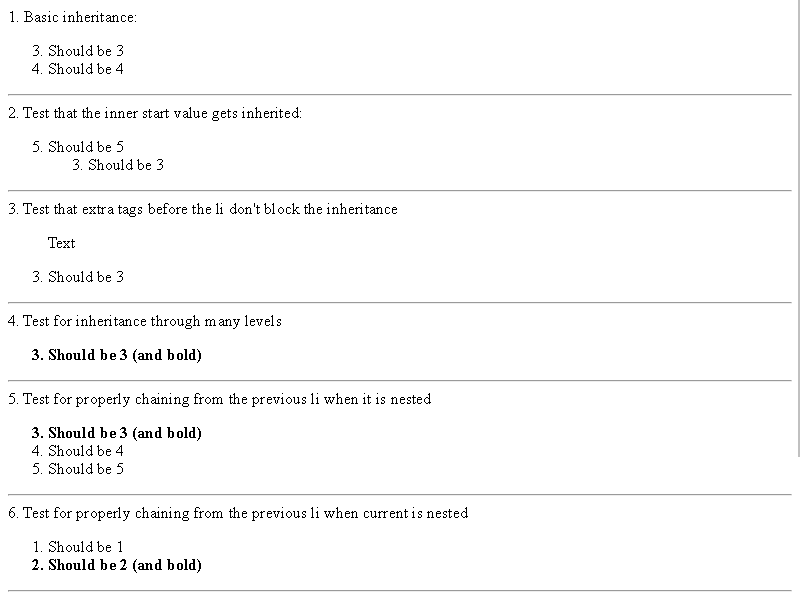 1. Basic inheritance:
3. Should be 3
4. Should be 4
2. Test that the inner start value gets inherited:
5. Should be 5
3. Should be 3
3. Test that extra tags before the li don't block the inheritance
Text
3. Should be 3
4. Test for inheritance through many levels
3. Should be 3 (and bold)
5. Test for properly chaining from the previous li when it is nested
3. Should be 3 (and bold)
4. Should be 4
5. Should be 5
6. Test for properly chaining from the previous li when current is nested
1. Should be 1
2. Should be 2 (and bold)